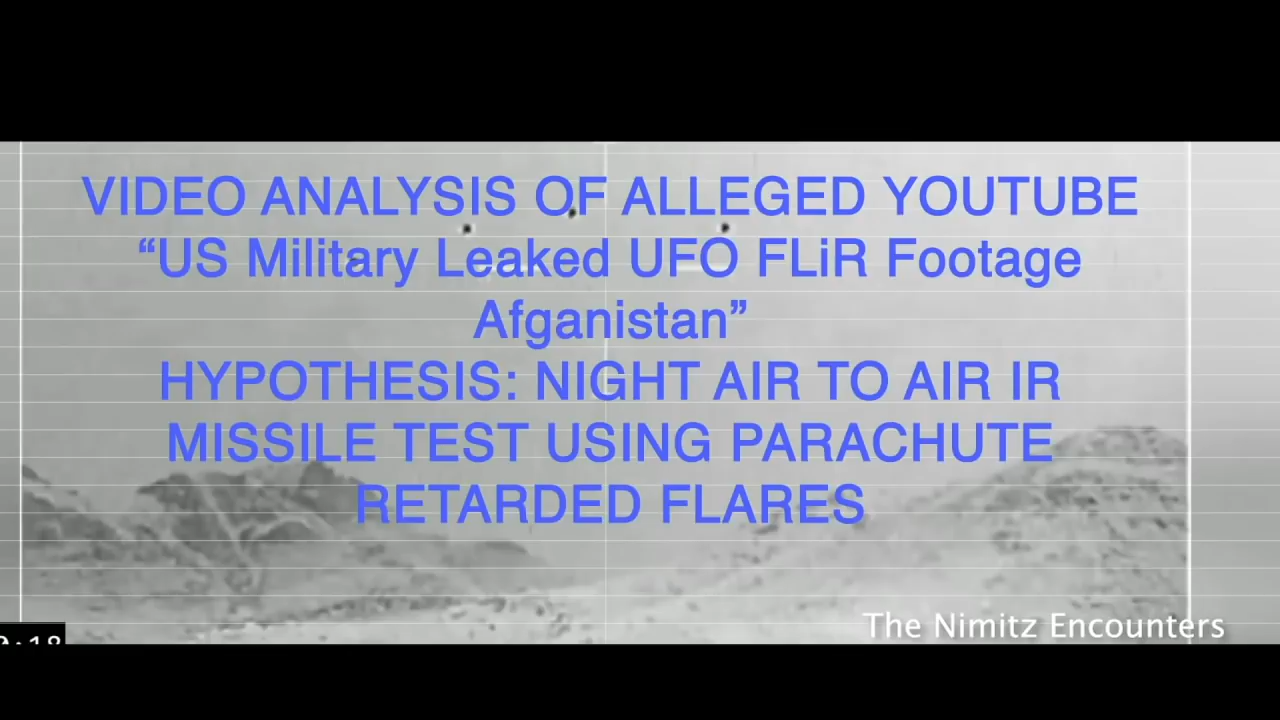 VIDEO ANALYSIS OF ALLEGED YOUTUBE
“US Military Leaked UFO FLiR Footage
Afganistan”
HYPOTHESIS: NIGHT AIR TO AIR IR
MISSILE TEST USING PARACHUTE
RETARDED FLARES
The Nimitz Encounters